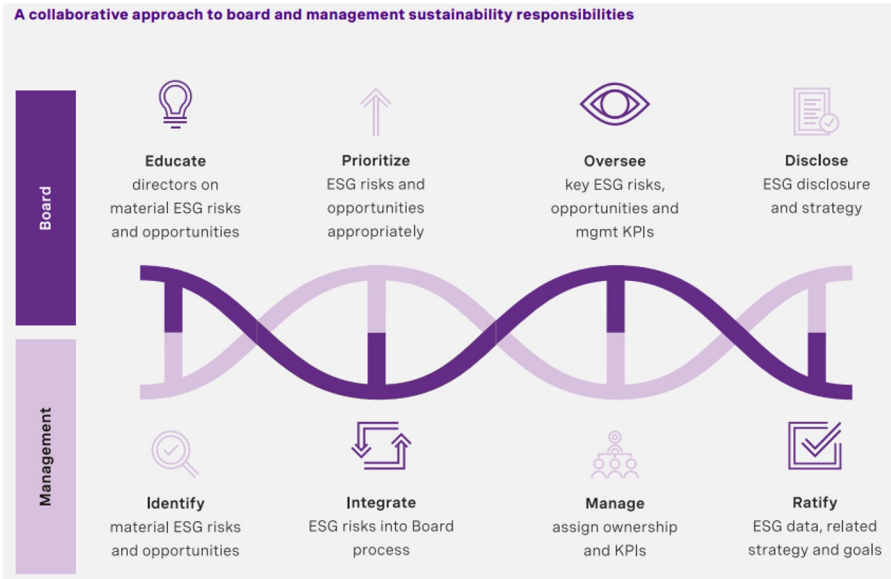 A collaborative approach to board and management sustainability responsibilities
Board
Educate
directors on
material ESG risks
and opportunities
Prioritize
ESG risks and
opportunities
appropriately
Oversee
key ESG risks,
opportunities and
mgmt KPIs
Disclose
ESG disclosure
and strategy
Management
Identify
material ESG risks
and opportunities
Integrate
ESG risks into Board
process
Manage
assign ownership
and KPIs
Ratify
ESG data, related
strategy and goals